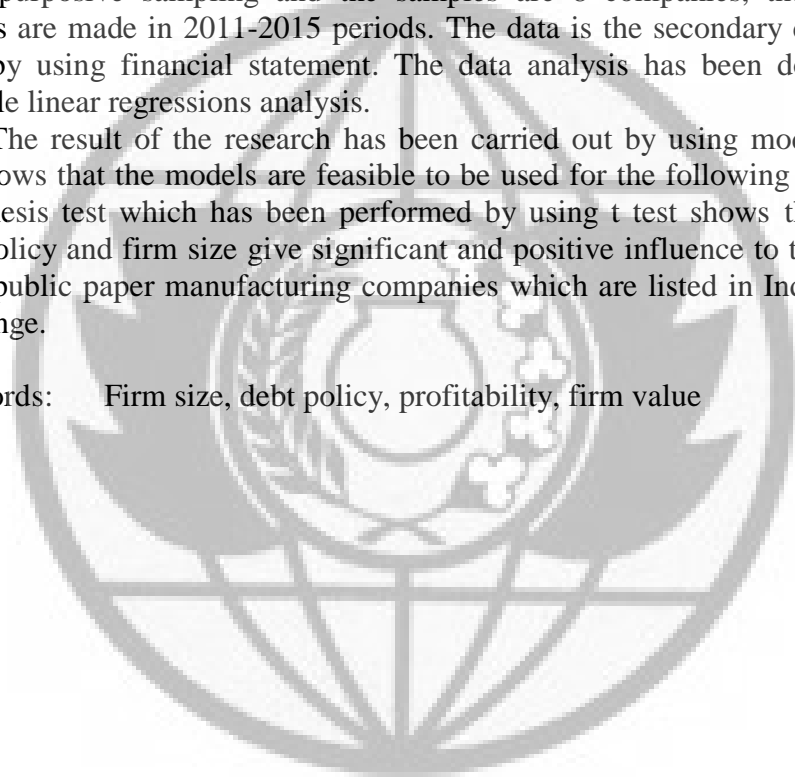 purposive sampling and the samples are 6 companies,
s are made in 2011-2015 periods. The data is the secondary
by using financial statement. The data analysis has been
le linear regressions analysis.
The result of the research has been carried out by using
ows that the models are feasible to be used for the following
esis test which has been performed by using t test shows
olicy and firm size give significant and positive influence to
public paper manufacturing companies which are listed in
nge.
ords: Firm size, debt policy, profitability, firm value